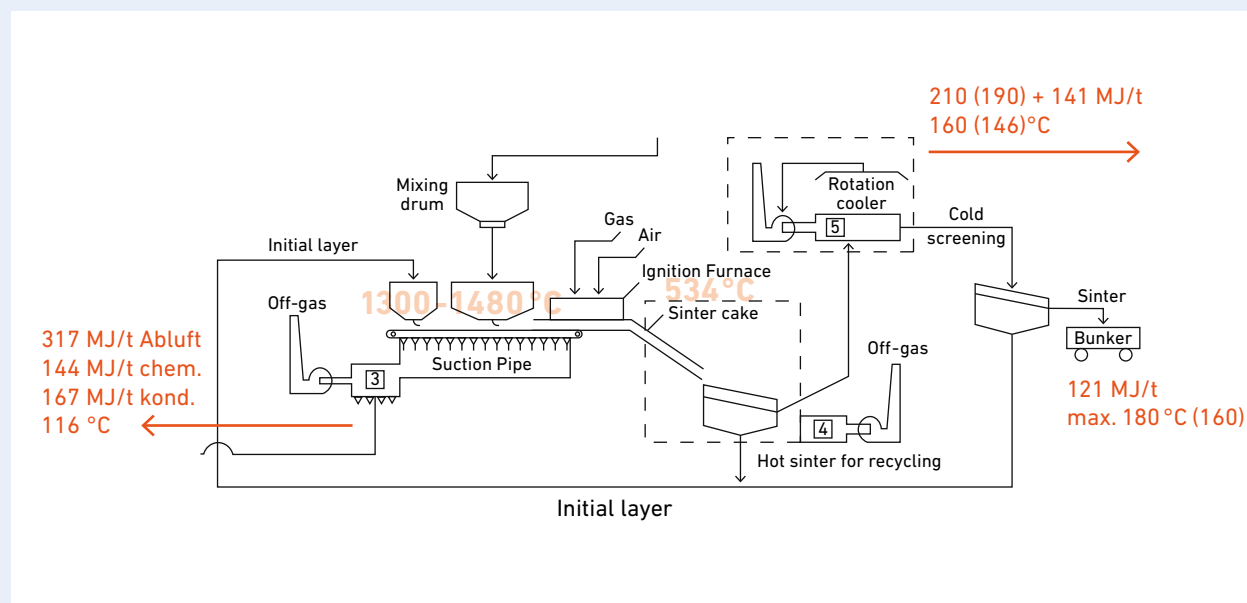 210 (190) + 141 MJ/t
160 (146)°C
Mixing
drum
Rotation
cooler
5
Gas
Air
Cold
screening
Initial layer
Ignition Furnace
1300-1480°C
534°C
Off-gas
Sinter cake
Sinter
Bunker
317 MJ/t Abluft
144 MJ/t chem.
167 MJ/t kond.
116 °C
3
Suction Pipe
Off-gas
121 MJ/t
max. 180°C (160)
4
Hot sinter for recycling
Initial layer